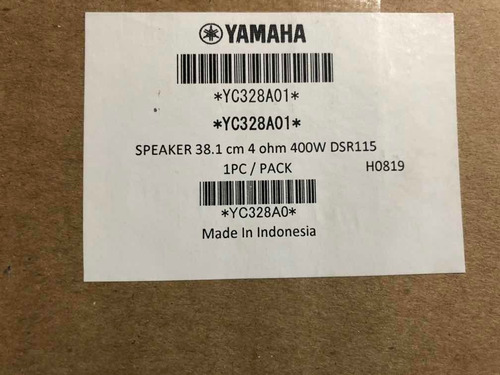 YAMAHA
*YC328A01*
*YC328A01*
SPEAKER 38.1 cm 4 ohm 400W DSR115
1PC / PACK H0819
*YC328A0*
Made In Indonesia